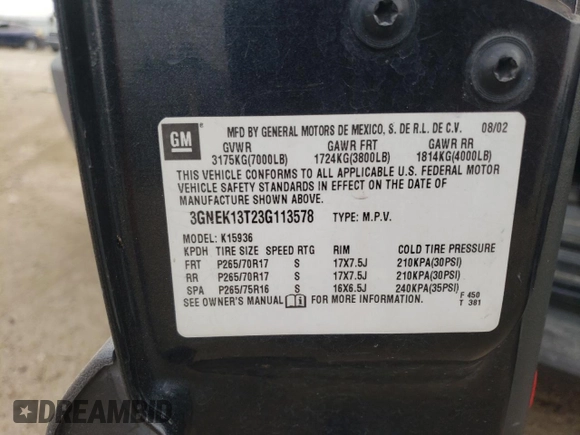 GM
MFD BY GENERAL MOTORS DE MEXICO, S. DE R.L. DE C.V. 08/02
GVWR GAWR FRT GAWR RR
3175KG(7000LB) 1724KG(3800LB) 1814KG(4000LB)
THIS VEHICLE CONFORMS TO ALL APPLICABLE U.S. FEDERAL MOTOR
VEHICLE SAFETY STANDARDS IN EFFECT ON THE DATE OF
MANUFACTURE SHOWN ABOVE.
3GNEK13T23G113578 TYPE: M.P.V.
MODEL: K15936
KPDH TIRE SIZE SPEED RTG RIM COLD TIRE PRESSURE
FRT P265/70R17 S 17X7.5J 210KPA(30PSI)
RR P265/70R17 S 17X7.5J 210KPA(30PSI)
SPA P265/75R16 S 16X6.5J 240KPA(35PSI)
SEE OWNER'S MANUAL FOR MORE INFORMATION. F 450
T 381
DREAMBID